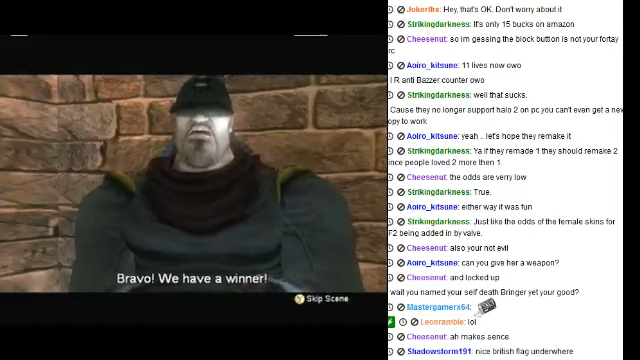 Bravo! We have a winner!
Skip Scene
Jokerthx: Hey, that's OK. Don't worry about it.
Strikingdarkness: It's only 15 bucks on amazon
Cheesenut: so im gessing the block buttion is not your fortay
rc
Aoiro_kitsune: 11 lives now owo
I R anti Bazzer counter owo
Strikingdarkness: well that sucks.
Cause they no longer support halo 2 on pc you can't even get a new
opy to work
Aoiro_kitsune: yeah .. let's hope they remake it
Strikingdarkness: Ya if they remade 1 they should remake 2
ince people loved 2 more then 1.
Cheesenut: the odds are verry low
Strikingdarkness: True.
Aoiro_kitsune: either way it was fun
Strikingdarkness: Just like the odds of the female skins for
F2 being added in by valve.
Cheesenut: also your not evil
Aoiro_kitsune: can you give her a weapon?
Cheesenut: and locked up
wait you named your self death Bringer yet your good?
Mastergamerx64:
Leonramble: lol
Cheesenut: ah makes sence
Shadowstorm191: nice british flag underwhere